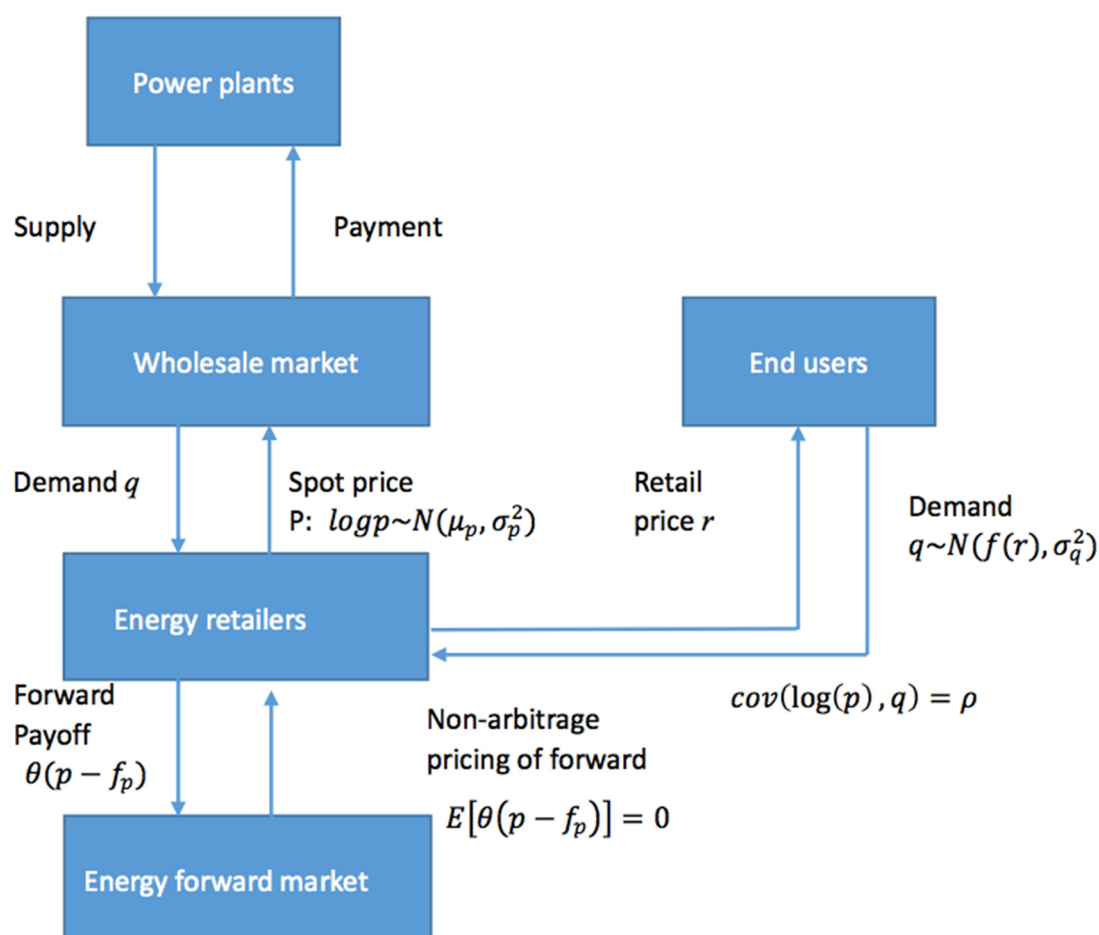 Power plants
Supply
Payment
Wholesale market
End users
Demand q
Spot price
P: logp~N(μ_p, σ_p^2)
Retail
price r
Demand
q~N(f(r), σ_q^2)
Energy retailers
cov(log(p), q) = ρ
Forward
Payoff
θ(p − f_p)
Non-arbitrage
pricing of forward
E[θ(p − f_p)] = 0
Energy forward market